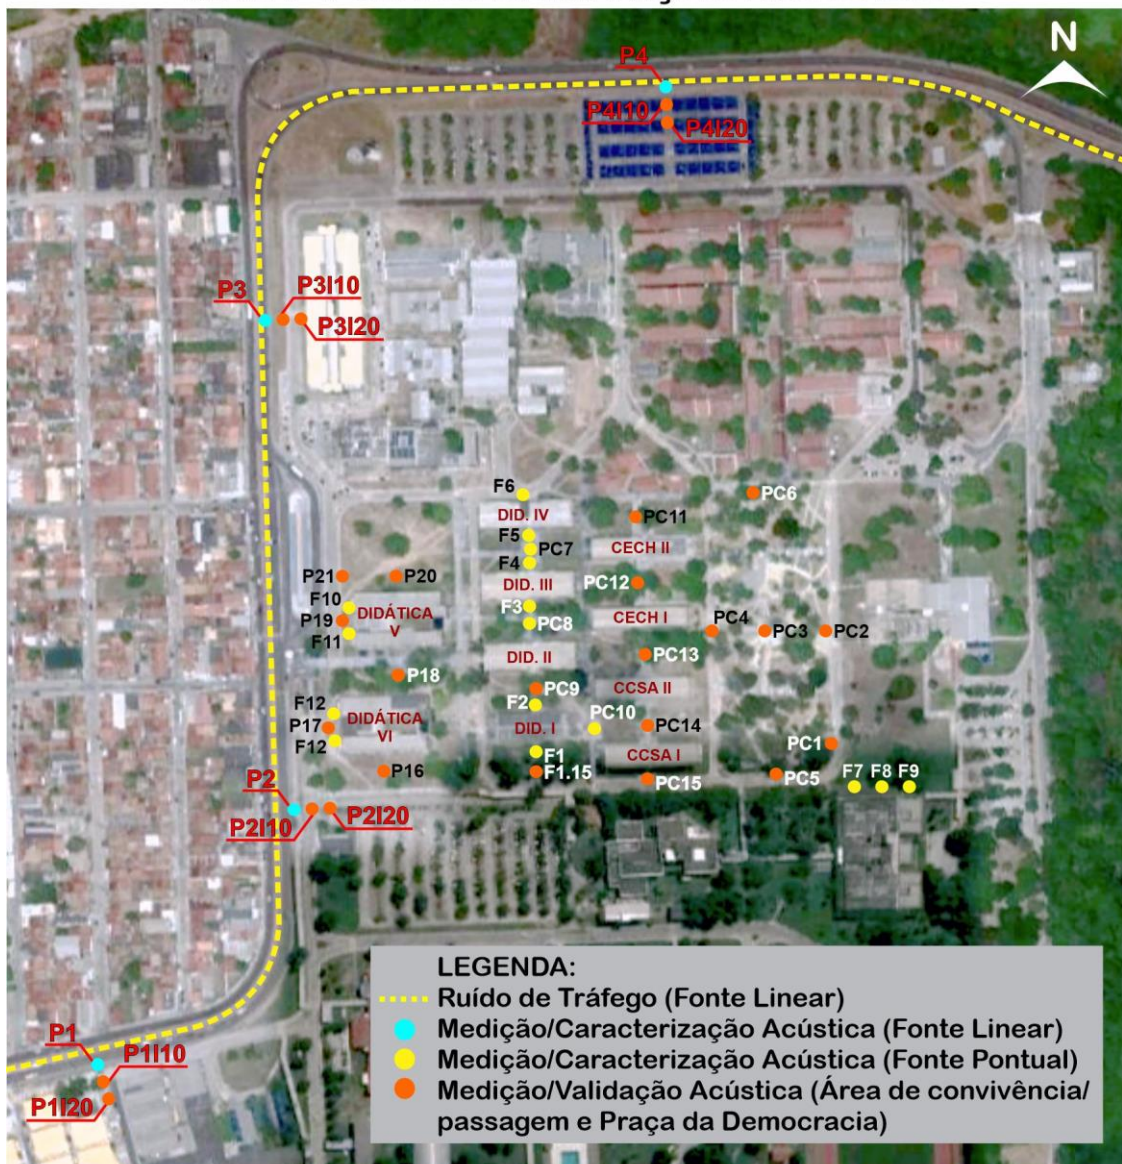 N
P4
P4I10
P4I20
P3I10
P3
P3I20
F6
PC6
DID. IV
PC11
F5
PC7
CECH II
F4
P21
P20
DID. III
PC12
F10
DIDÁTICA
V
F3
P19
F11
PC8
CECH I
PC4
PC3
PC2
DID. II
PC13
P18
PC9
CCSA II
F2
F12
DIDÁTICA
VI
P17
DID. I
PC10
PC14
F12
PC1
F1
CCSA I
P16
F1.15
PC15
PC5
F7
F8
F9
P2
P2I10
P2I20
P1
P1I10
P1I20
LEGENDA:
Ruído de Tráfego (Fonte Linear)
Medição/Caracterização Acústica (Fonte Linear)
Medição/Caracterização Acústica (Fonte Pontual)
Medição/Validação Acústica (Área de convivência/
passagem e Praça da Democracia)